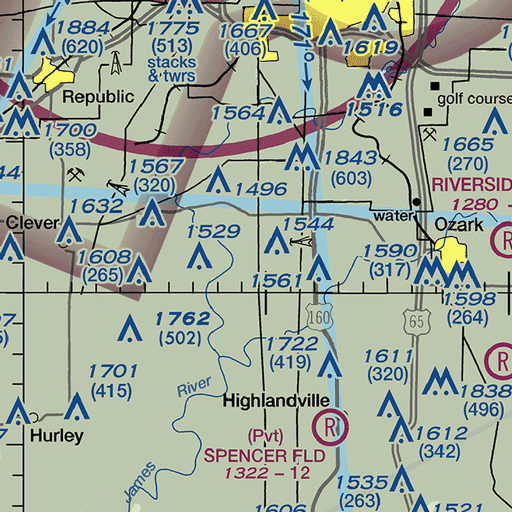 1884
(620)
1775
(513)
stacks
& twrs
1667
(406)
1619
Republic
1516
golf course
1564
1700
(358)
1665
(270)
1567
(320)
1843
(603)
44
1496
RIVERSID
1280 -
1632
Clever
water
Ozark
R
1529
1544
1590
(317)
1608
(265)
1561
1598
(264)
160
65
1762
(502)
1722
(419)
1611
(320)
R
1701
(415)
River
1838
(496)
Highlandville
Hurley
(Pvt)
SPENCER FLD
1322 - 12
R
1612
(342)
James
1535
(263)
1606
1521